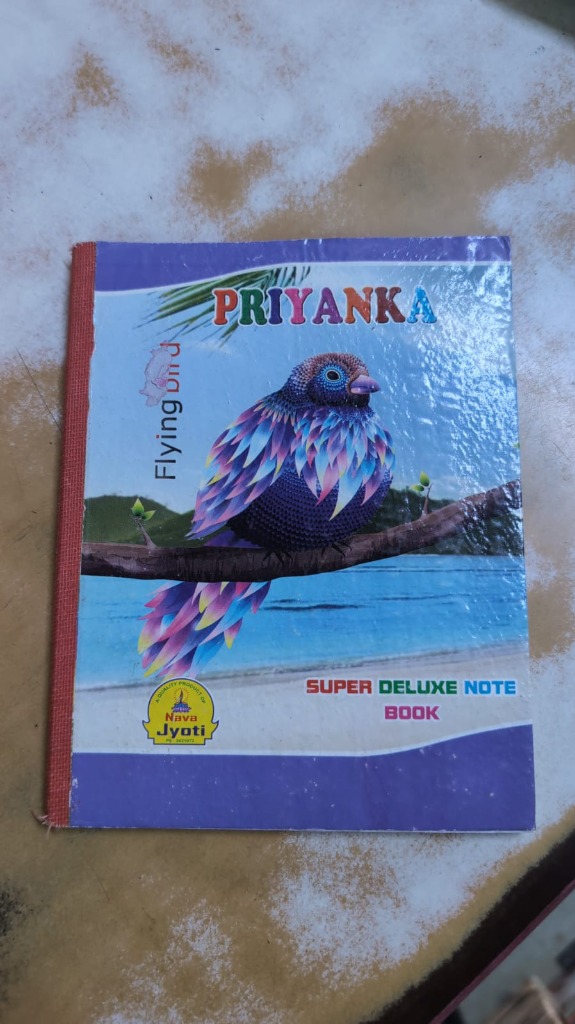 PRIYANKA
Flying bird
A QUALITY PRODUCT OF
Nava
Jyoti
SUPER DELUXE NOTE
BOOK